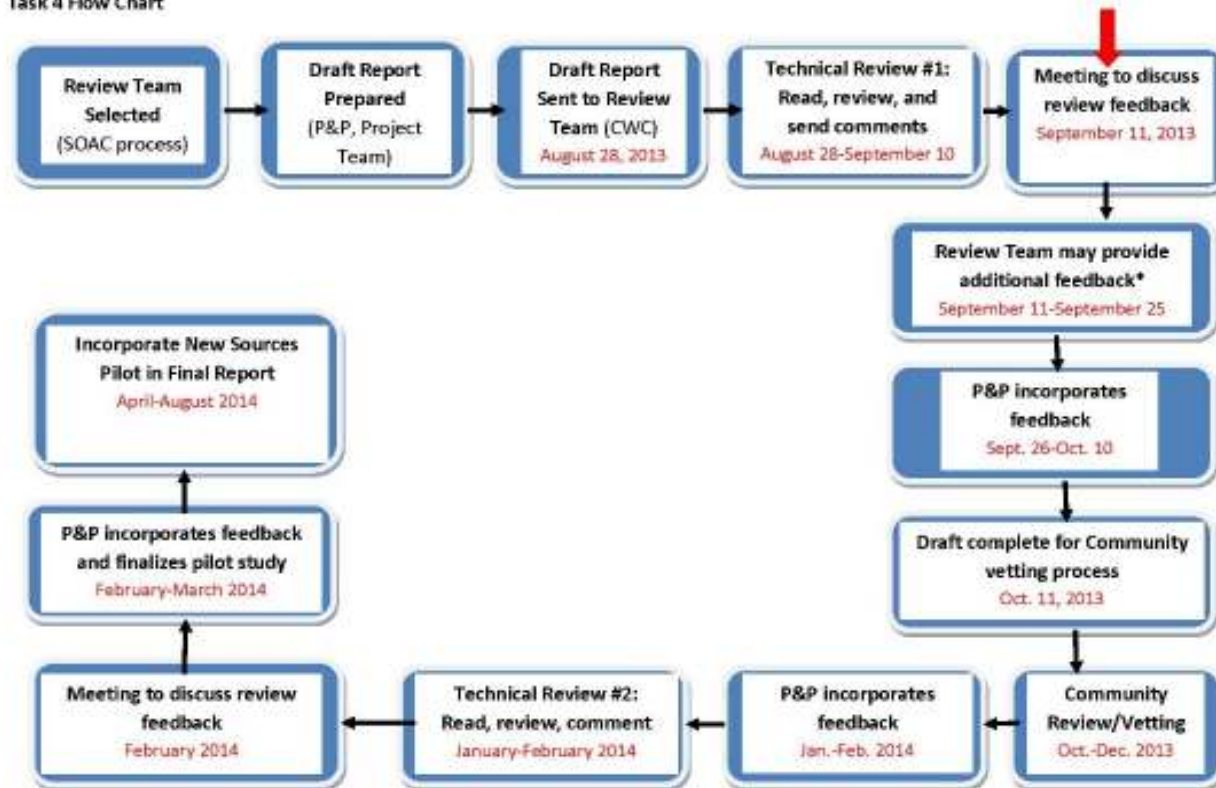 Task 4 Flow Chart
Review Team
Selected
(SOAC process)
Draft Report
Prepared
(P&P, Project
Team)
Draft Report
Sent to Review
Team (CWC)
August 28, 2013
Technical Review #1:
Read, review, and
send comments
August 28-September 10
Meeting to discuss
review feedback
September 11, 2013
Review Team may provide
additional feedback*
September 11-September 25
P&P incorporates
feedback
Sept. 26-Oct. 10
Draft complete for Community
vetting process
Oct. 11, 2013
Community
Review/Vetting
Oct.-Dec. 2013
P&P incorporates
feedback
Jan.-Feb. 2014
Technical Review #2:
Read, review, comment
January-February 2014
Meeting to discuss review
feedback
February 2014
P&P incorporates feedback
and finalizes pilot study
February-March 2014
Incorporate New Sources
Pilot in Final Report
April-August 2014